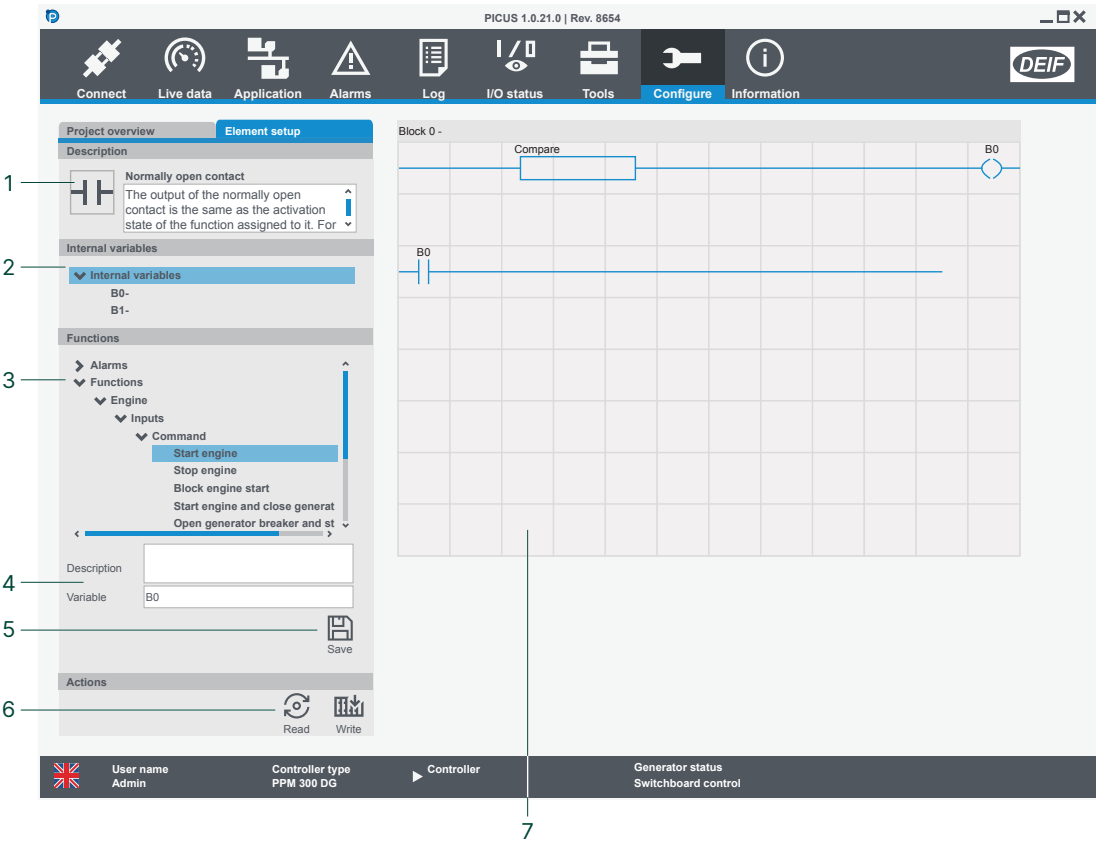 PICUS 1.0.21.0 | Rev. 8654
Connect
Live data
Application
Alarms
Log
I/O status
Tools
Configure
Information
DEIF
Project overview
Element setup
Description
1
Normally open contact
The output of the normally open
contact is the same as the activation
state of the function assigned to it. For
Internal variables
2
Internal variables
B0-
B1-
Functions
3
Alarms
Functions
Engine
Inputs
Command
Start engine
Stop engine
Block engine start
Start engine and close generat
Open generator breaker and st
4
Description
Variable
B0
5
Save
Actions
6
Read
Write
Block 0 -
Compare
B0
B0
User name
Admin
Controller type
PPM 300 DG
Controller
Generator status
Switchboard control
7